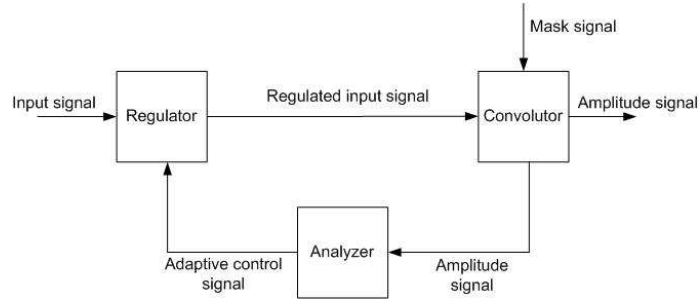 Mask signal
Input signal
Regulator
Regulated input signal
Convolutor
Amplitude signal
Adaptive control
signal
Analyzer
Amplitude
signal